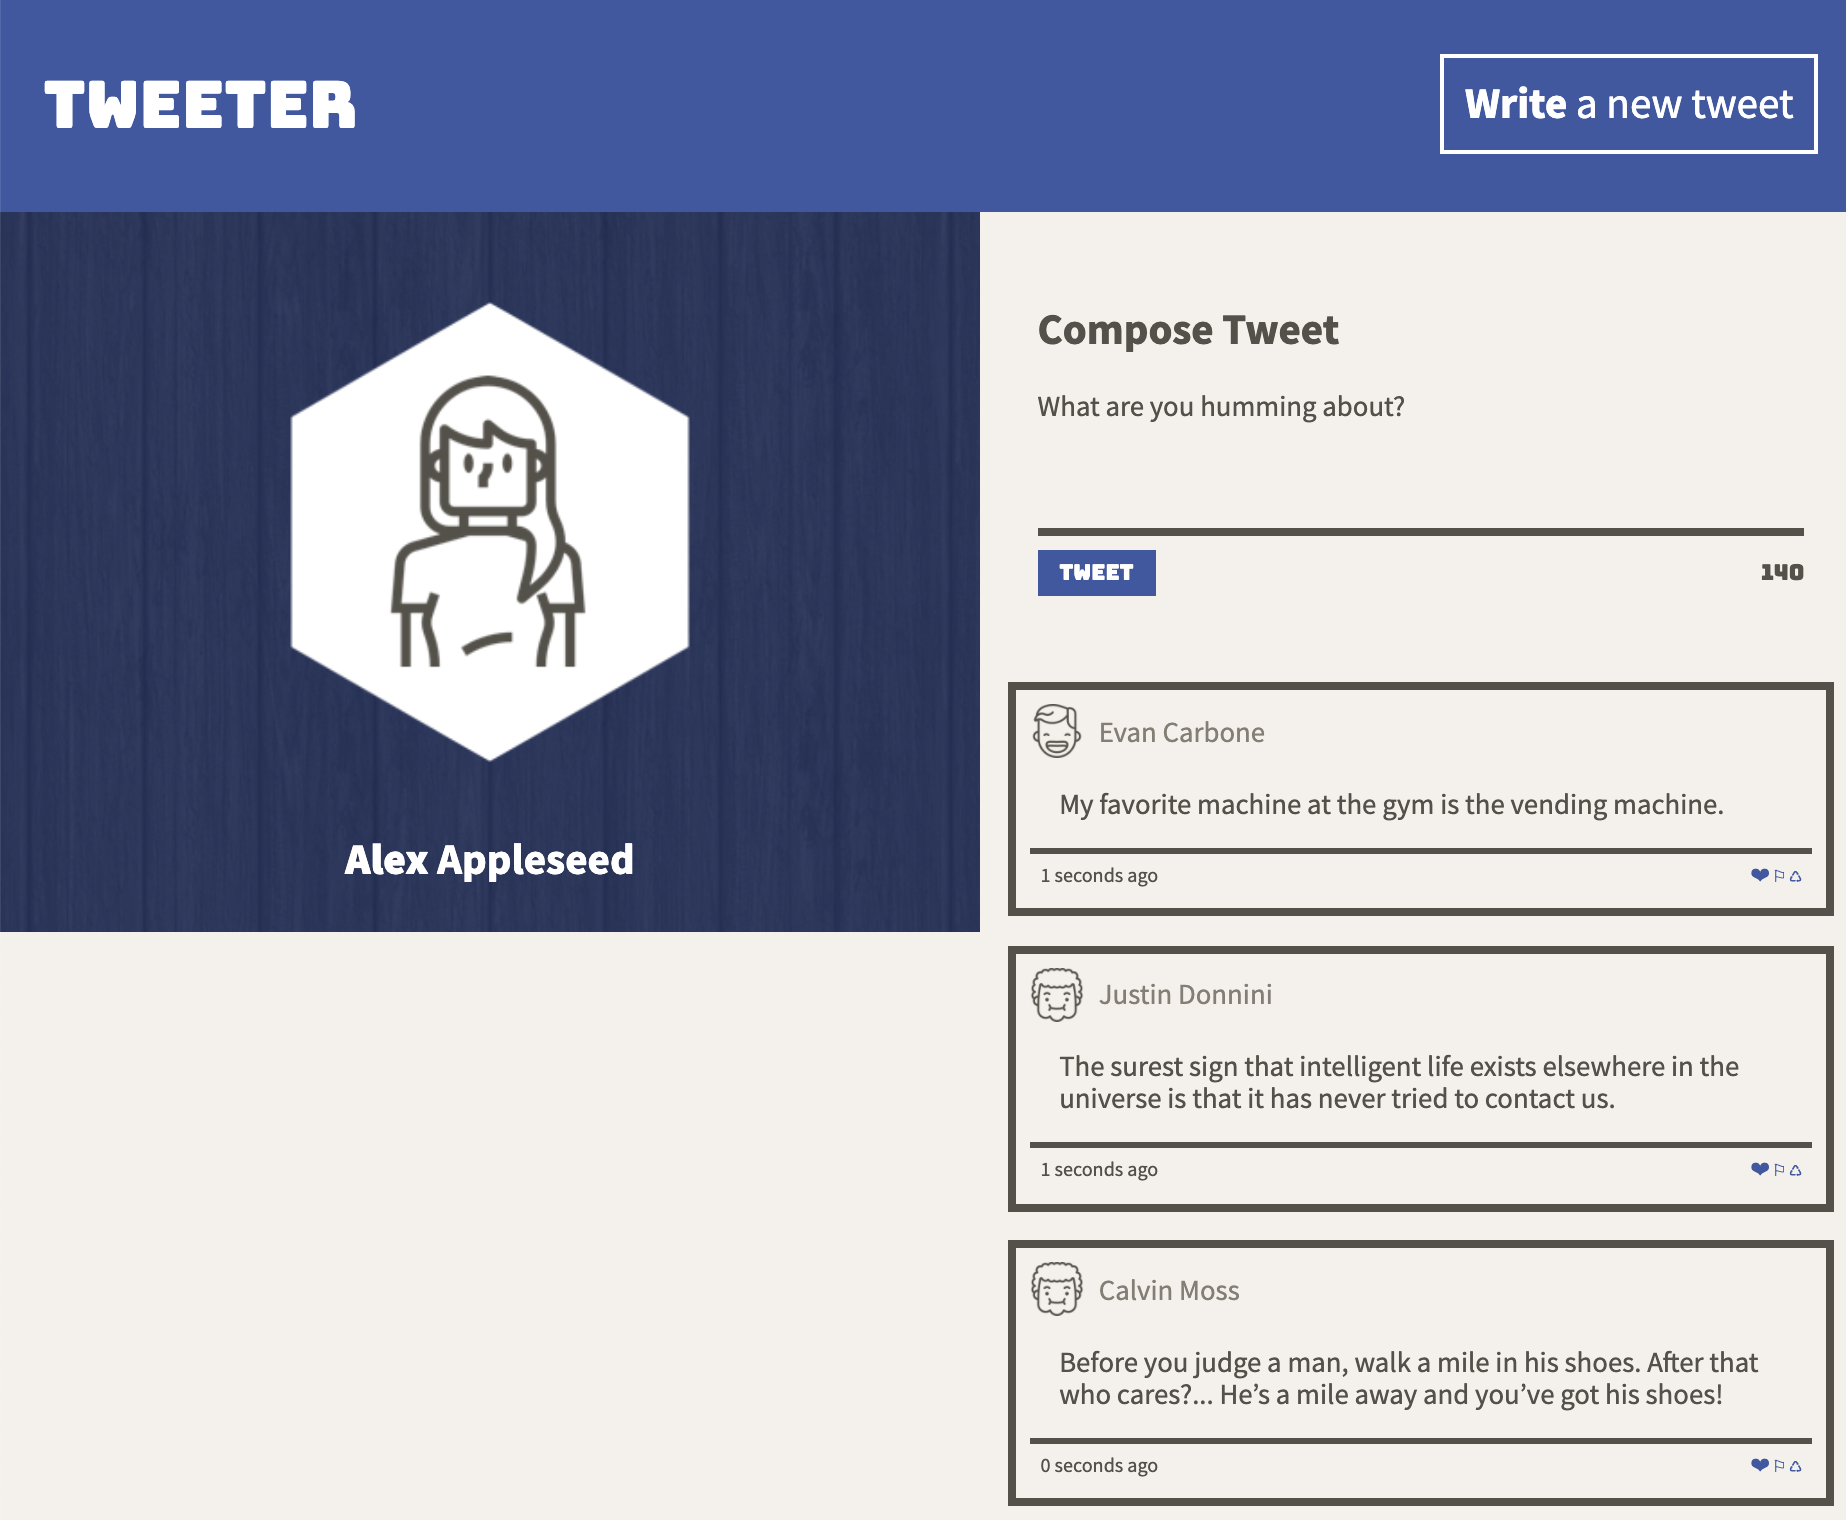 TWEETER
Write a new tweet
Alex Appleseed
Compose Tweet
What are you humming about?
TWEET
140
Evan Carbone
My favorite machine at the gym is the vending machine.
1 seconds ago
Justin Donnini
The surest sign that intelligent life exists elsewhere in the
universe is that it has never tried to contact us.
1 seconds ago
Calvin Moss
Before you judge a man, walk a mile in his shoes. After that
who cares?... He’s a mile away and you’ve got his shoes!
0 seconds ago